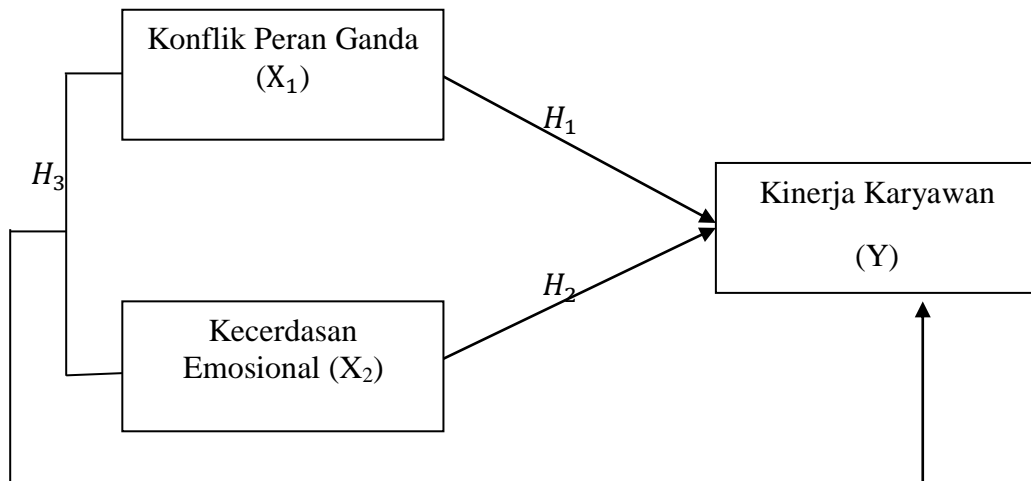 Konflik Peran Ganda
(X₁)
H₁
H₃
Kinerja Karyawan
(Y)
H₂
Kecerdasan
Emosional (X₂)